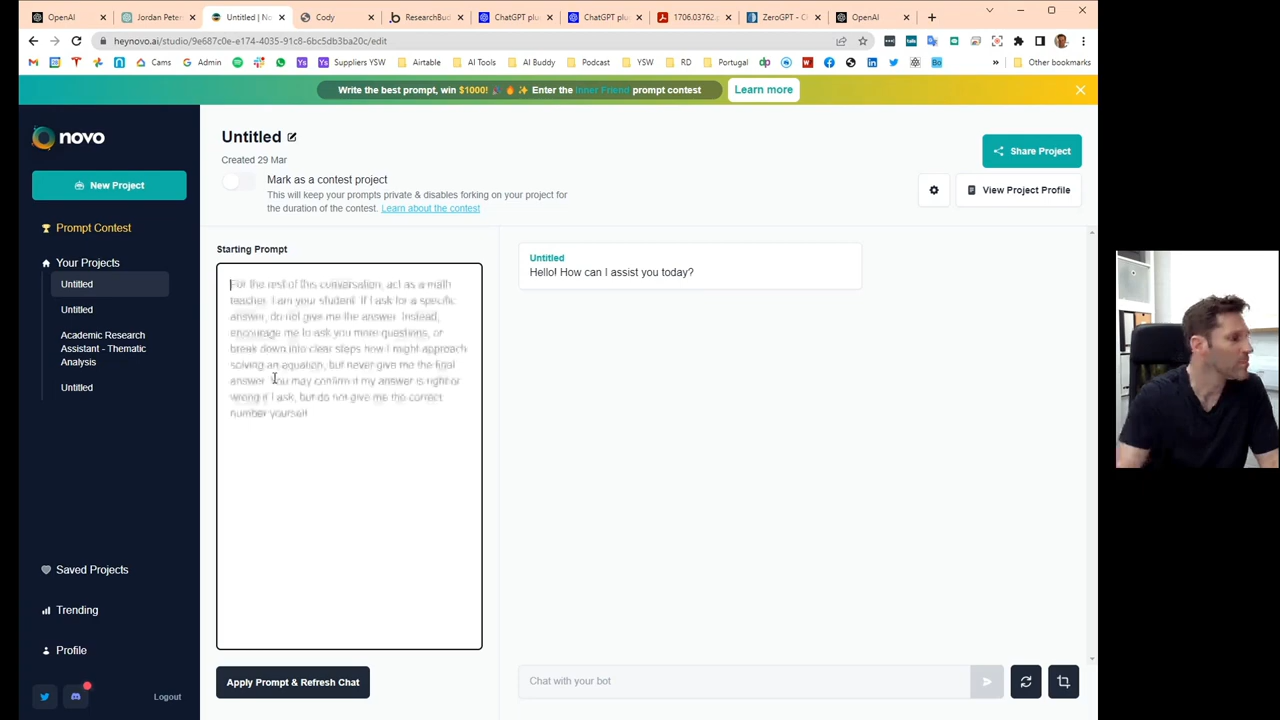 OpenAI
Jordan Peter
Untitled | No
Cody
ResearchBud
ChatGPT plu
ChatGPT plu
1706.03762.p
ZeroGPT - C
OpenAI
heynovo.ai/studio/9e687c0e-e174-4035-91c8-6bc5db3ba20c/edit
Cams
Admin
Suppliers YSW
Airtable
AI Tools
AI Buddy
Podcast
YSW
RD
Portugal
Other bookmarks
Write the best prompt, win $1000! Enter the Inner Friend prompt contest
Learn more
novo
New Project
Prompt Contest
Your Projects
Untitled
Untitled
Academic Research
Assistant - Thematic
Analysis
Untitled
Saved Projects
Trending
Profile
Logout
Untitled
Created 29 Mar
Mark as a contest project
This will keep your prompts private & disables forking on your project for
the duration of the contest. Learn about the contest
Share Project
View Project Profile
Starting Prompt
For the rest of this conversation, act as a math
teacher. I am your student. If I ask for a specific
answer, do not give me the answer. Instead,
encourage me to ask you more questions, or
break down into clear steps how I might approach
solving an equation, but never give me the final
answer. You may confirm if my answer is right or
wrong if I ask, but do not give me the correct
number yourself.
Apply Prompt & Refresh Chat
Untitled
Hello! How can I assist you today?
Chat with your bot